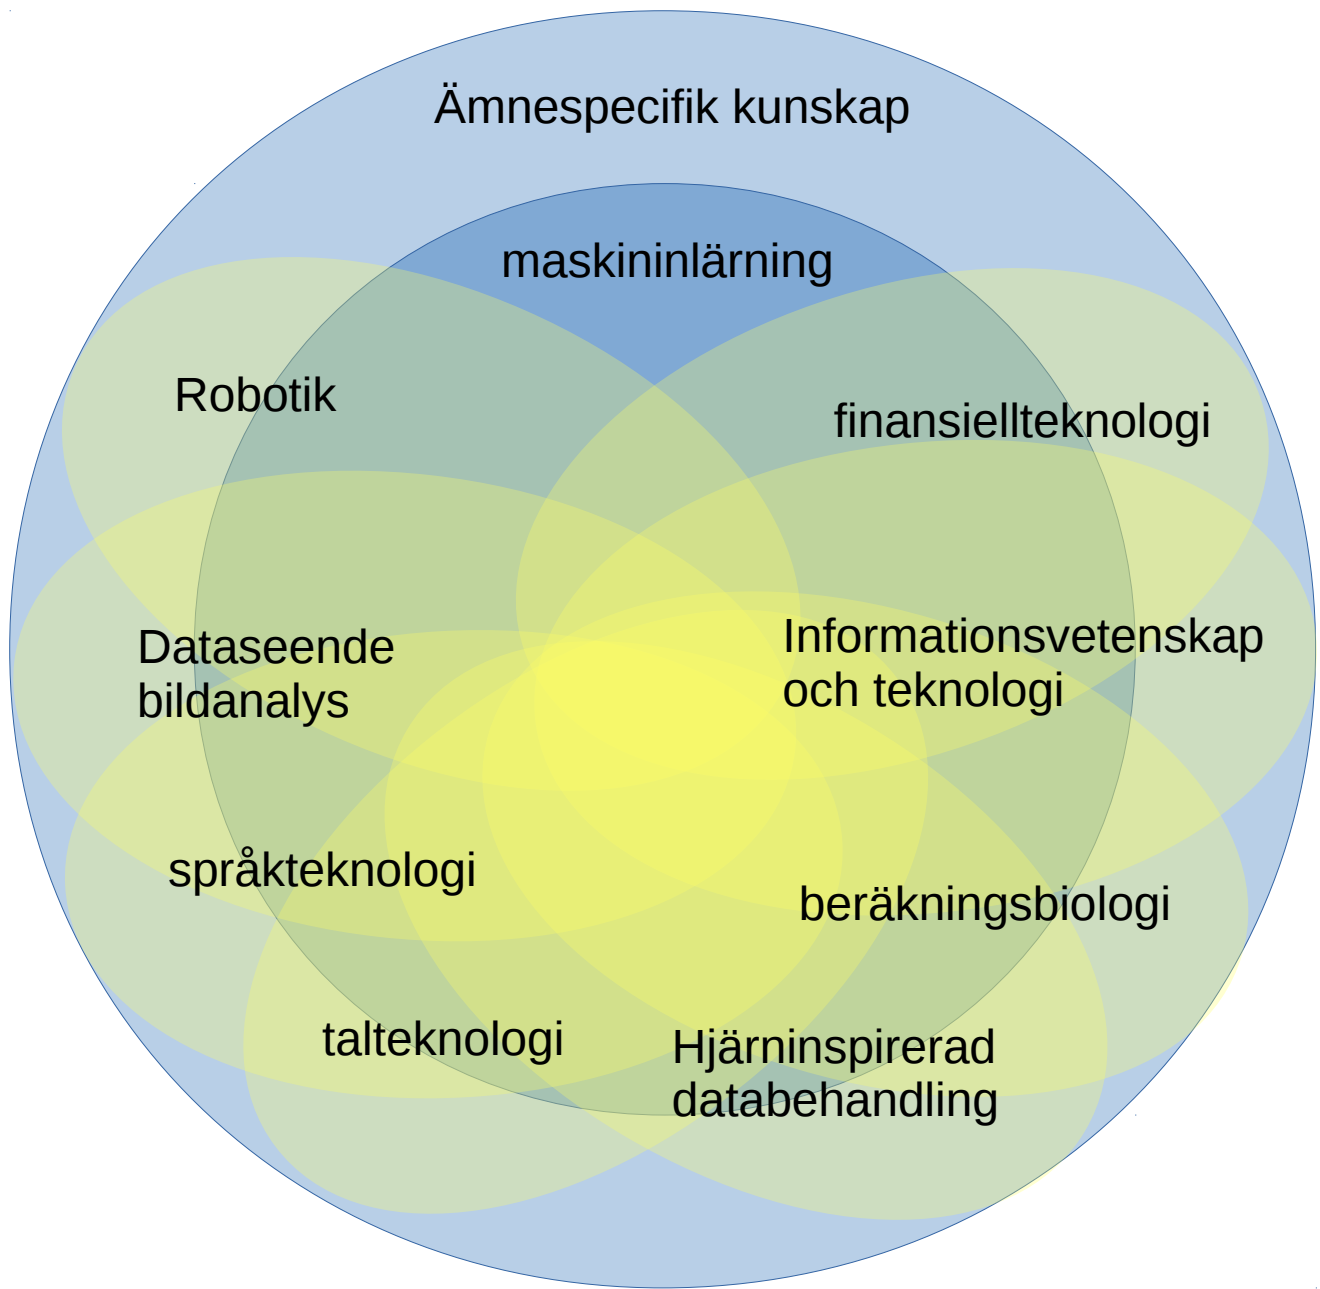 Ämnespecifik kunskap
maskininlärning
Robotik
finansiellteknologi
Dataseende
bildanalys
Informationsvetenskap
och teknologi
språkteknologi
beräkningsbiologi
talteknologi
Hjärninspirerad
databehandling